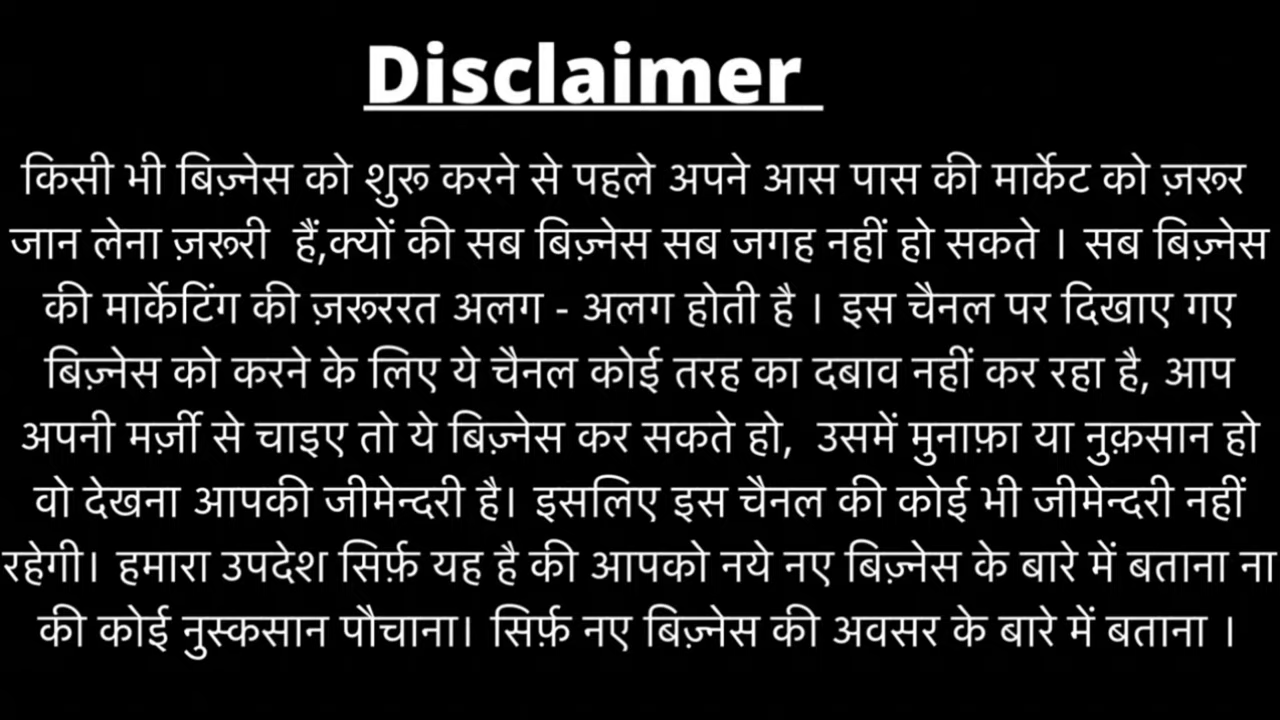 Disclaimer
किसी भी बिज़्नेस को शुरू करने से पहले अपने आस पास की मार्केट को ज़रूर
जान लेना ज़रूरी हैं,क्यों की सब बिज़्नेस सब जगह नहीं हो सकते । सब बिज़्नेस
की मार्केटिंग की ज़रूररत अलग - अलग होती है । इस चैनल पर दिखाए गए
बिज़्नेस को करने के लिए ये चैनल कोई तरह का दबाव नहीं कर रहा है, आप
अपनी मर्ज़ी से चाइए तो ये बिज़्नेस कर सकते हो, उसमें मुनाफ़ा या नुक़सान हो
वो देखना आपकी जीमेन्दरी है। इसलिए इस चैनल की कोई भी जीमेन्दरी नहीं
रहेगी। हमारा उपदेश सिर्फ़ यह है की आपको नये नए बिज़्नेस के बारे में बताना ना
की कोई नुस्कसान पौचाना। सिर्फ़ नए बिज़्नेस की अवसर के बारे में बताना ।